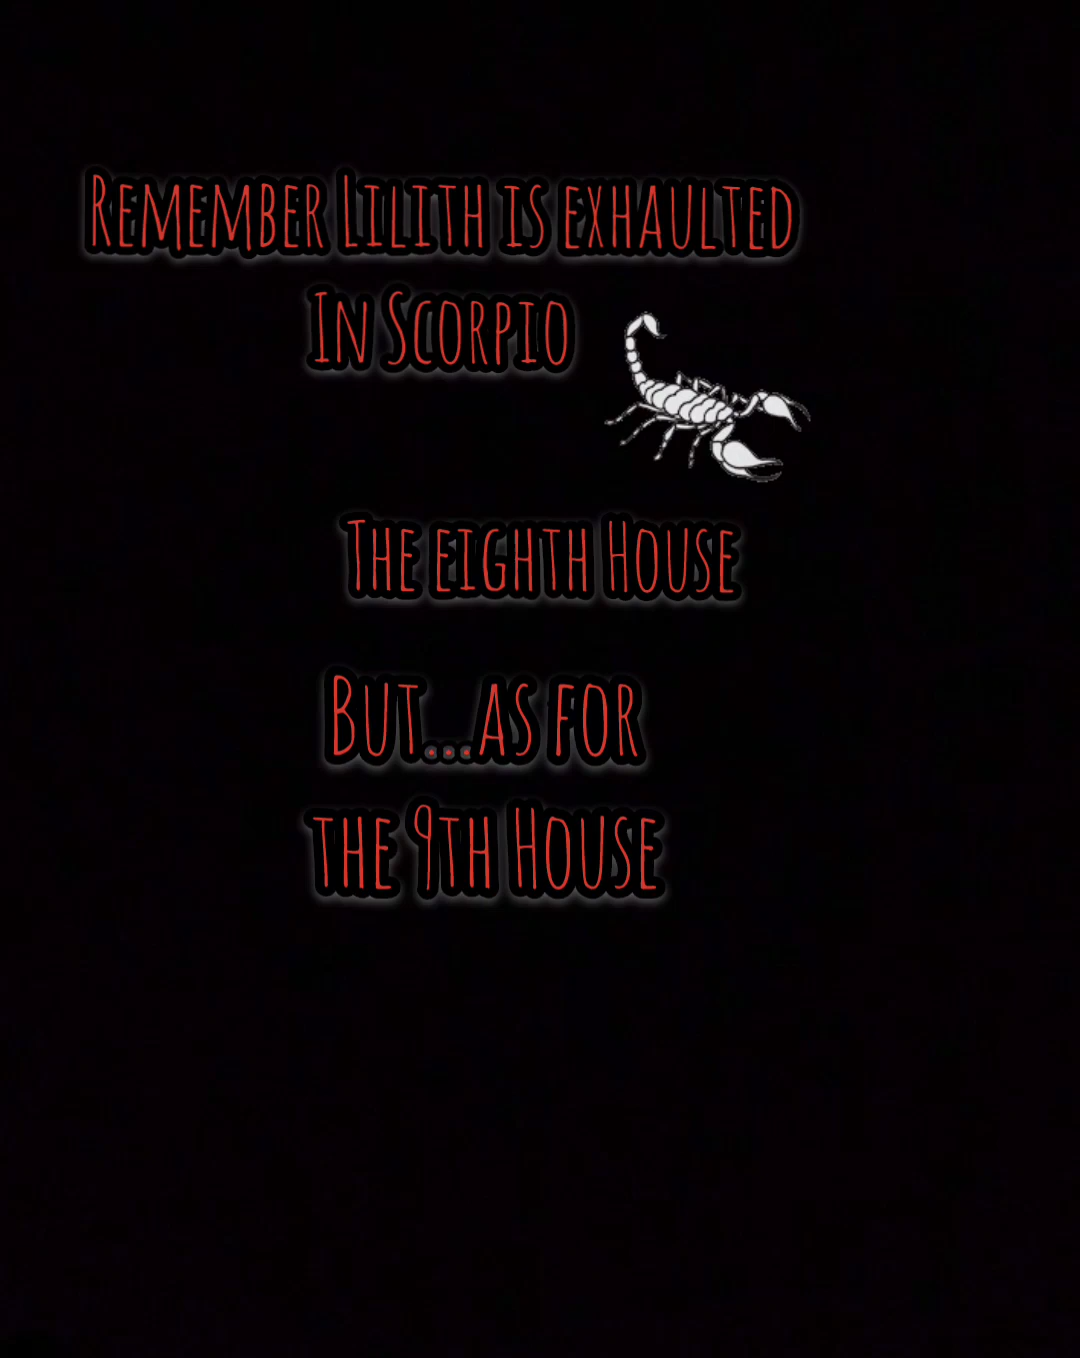 Remember Lilith is exhaulted
In Scorpio
The eighth House
But...as for
the 9th House